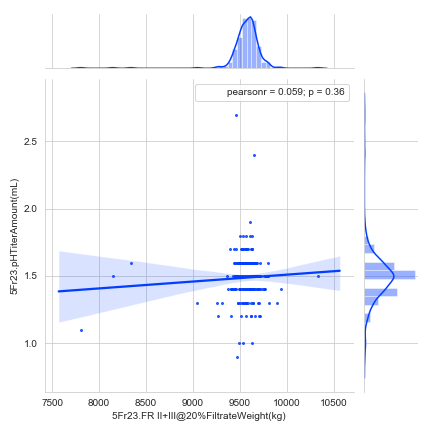 pearsonr = 0.059; p = 0.36
2.5
2.0
1.5
1.0
5Fr23.pHTiterAmount(mL)
7500 8000 8500 9000 9500 10000 10500
5Fr23.FR II+III@20%FiltrateWeight(kg)